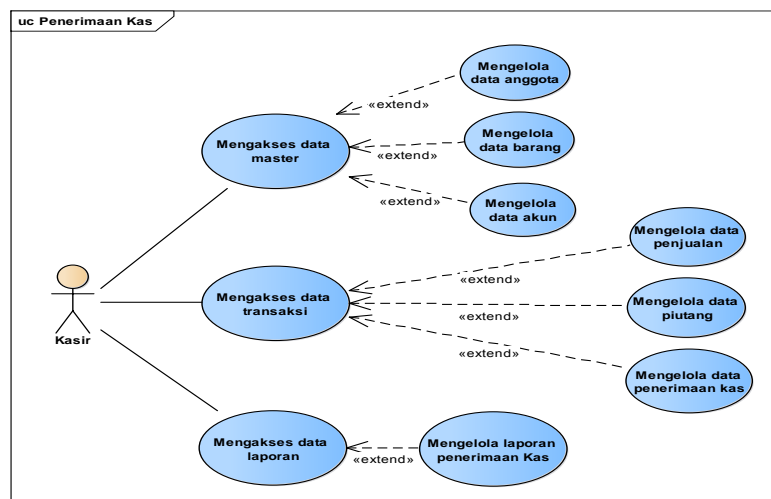 uc Penerimaan Kas
Mengelola
data anggota
«extend»
Mengakses data
master
Mengelola
data barang
«extend»
Mengelola
data akun
«extend»
Mengelola data
penjualan
«extend»
Kasir
Mengakses data
transaksi
Mengelola data
piutang
«extend»
Mengelola data
penerimaan kas
«extend»
Mengakses data
laporan
«extend»
Mengelola laporan
penerimaan Kas